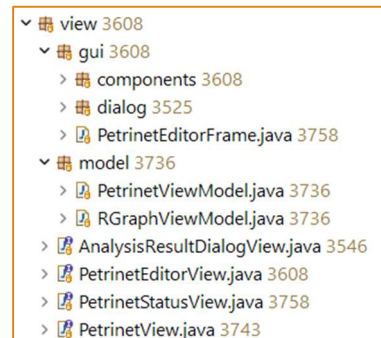 view 3608
gui 3608
components 3608
dialog 3525
PetrinetEditorFrame.java 3758
model 3736
PetrinetViewModel.java 3736
RGraphViewModel.java 3736
AnalysisResultDialogView.java 3546
PetrinetEditorView.java 3608
PetrinetStatusView.java 3758
PetrinetView.java 3743